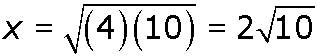 x = √(4)(10) = 2√10